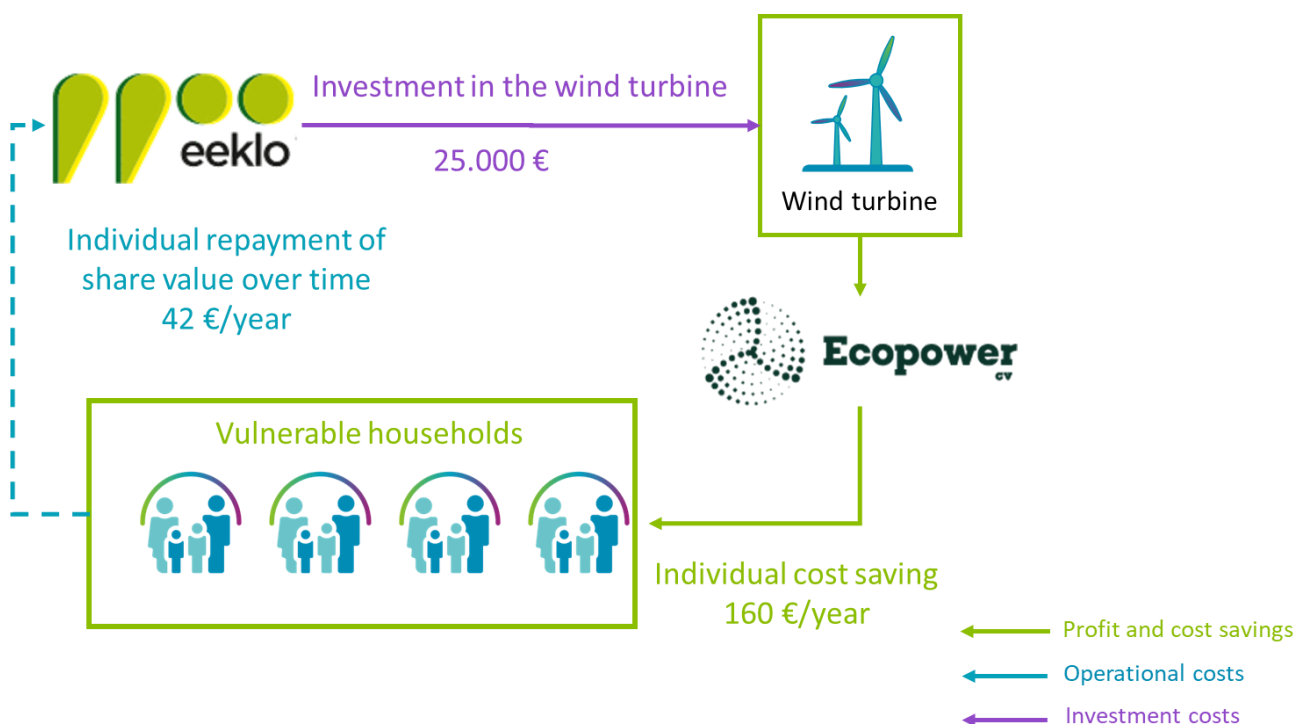 eeklo
Investment in the wind turbine
25.000 €
Wind turbine
Individual repayment of
share value over time
42 €/year
Ecopower
CV
Vulnerable households
Individual cost saving
160 €/year
Profit and cost savings
Operational costs
Investment costs